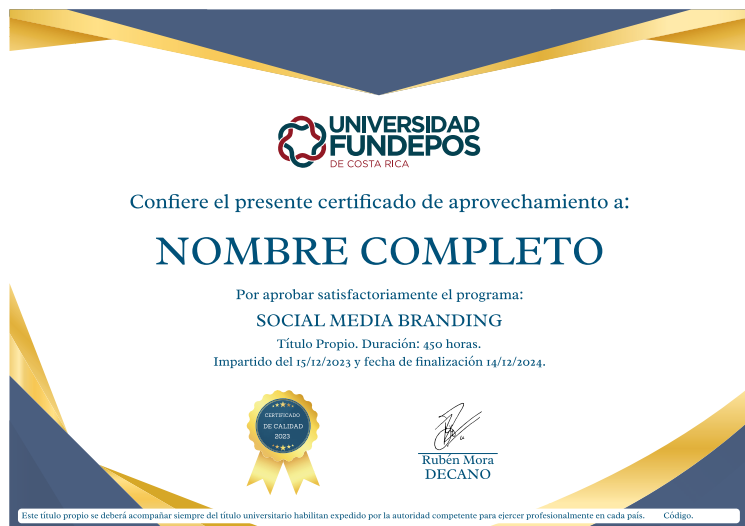 UNIVERSIDAD
FUNDEPOS
DE COSTA RICA
Confiere el presente certificado de aprovechamiento a:
NOMBRE COMPLETO
Por aprobar satisfactoriamente el programa:
SOCIAL MEDIA BRANDING
Título Propio. Duración: 450 horas.
Impartido del 15/12/2023 y fecha de finalización 14/12/2024.
CERTIFICADO
DE CALIDAD
2023
Rubén Mora
DECANO
Este titulo propio se deberá acompañar siempre del título universitario habilitan expedido por la autoridad competente para ejercer profesionalmente en cada país. Código.